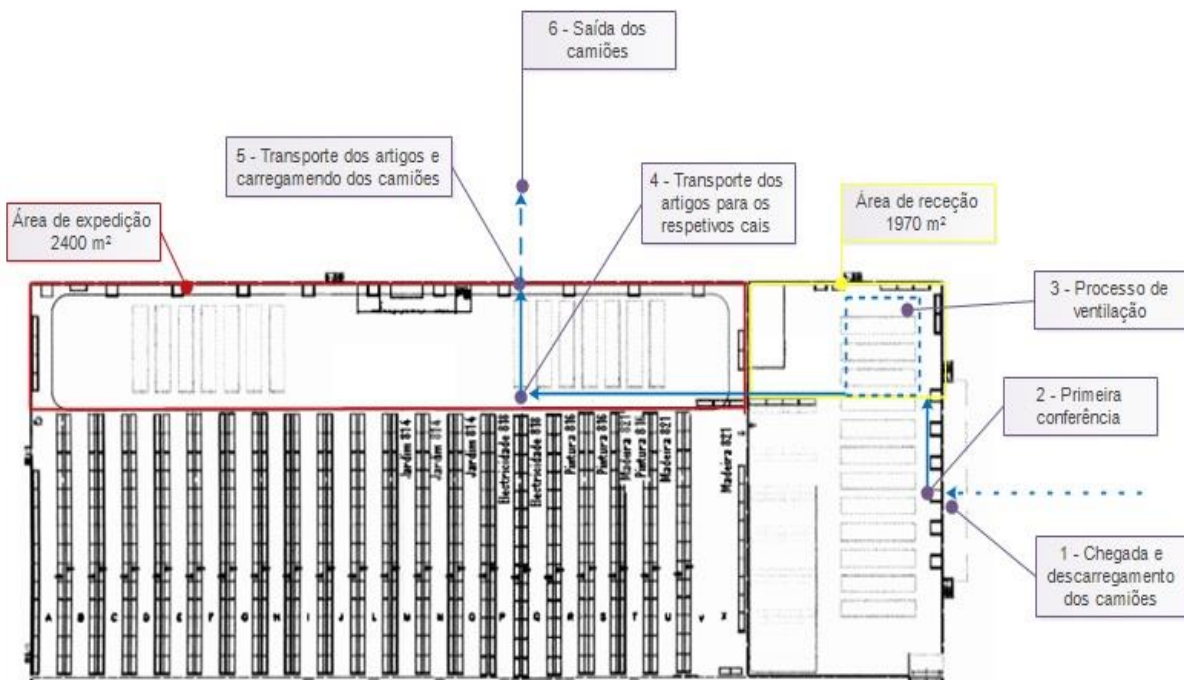 6 - Saída dos
camiões
5 - Transporte dos artigos e
carregamendo dos camiões
4 - Transporte dos
artigos para os
respetivos cais
Área de expedição
2400 m²
Área de receção
1970 m²
3 - Processo de
ventilação
2 - Primeira
conferência
1 - Chegada e
descarregamento
dos camiões
Jardim 814
Jardim 814
Jardim 814
Electricidade 818
Electricidade 818
Pintura 816
Pintura 816
Madeira 821
Pintura 816
Madeira 821
Madeira 821
A B C D E F G H I J L M N O P Q R S T U V X